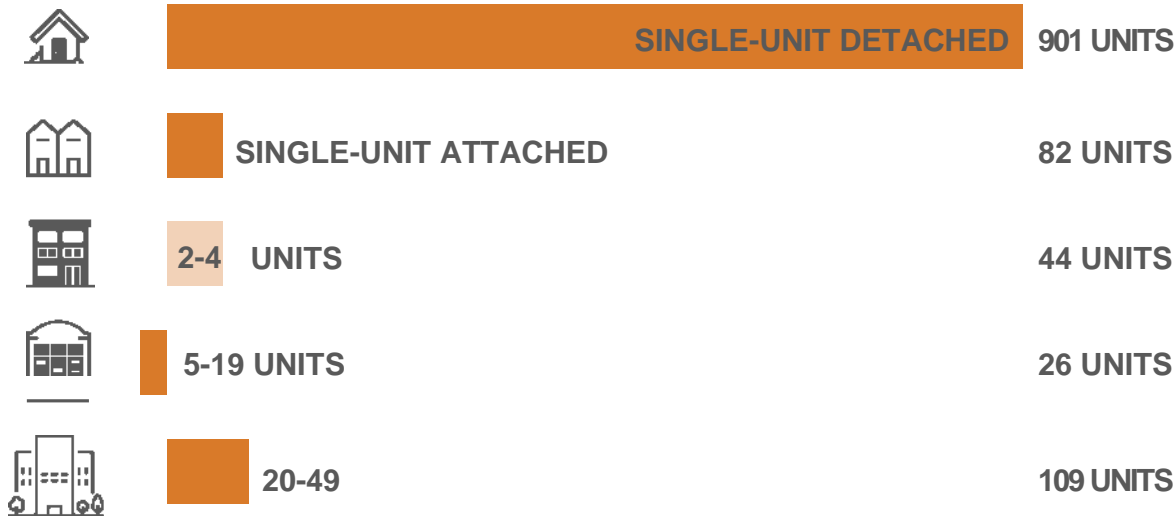 SINGLE-UNIT DETACHED 901 UNITS
SINGLE-UNIT ATTACHED 82 UNITS
2-4 UNITS 44 UNITS
5-19 UNITS 26 UNITS
20-49 109 UNITS